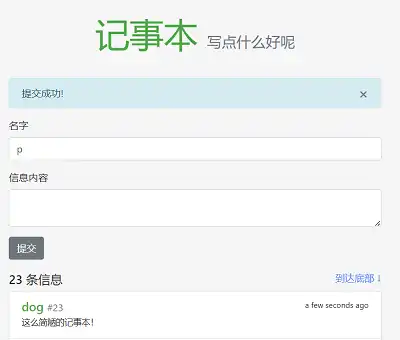 记事本 写点什么好呢
提交成功! ×
名字
p
信息内容
提交
23 条信息 到达底部 ↓
dog #23 a few seconds ago
这么简陋的记事本!